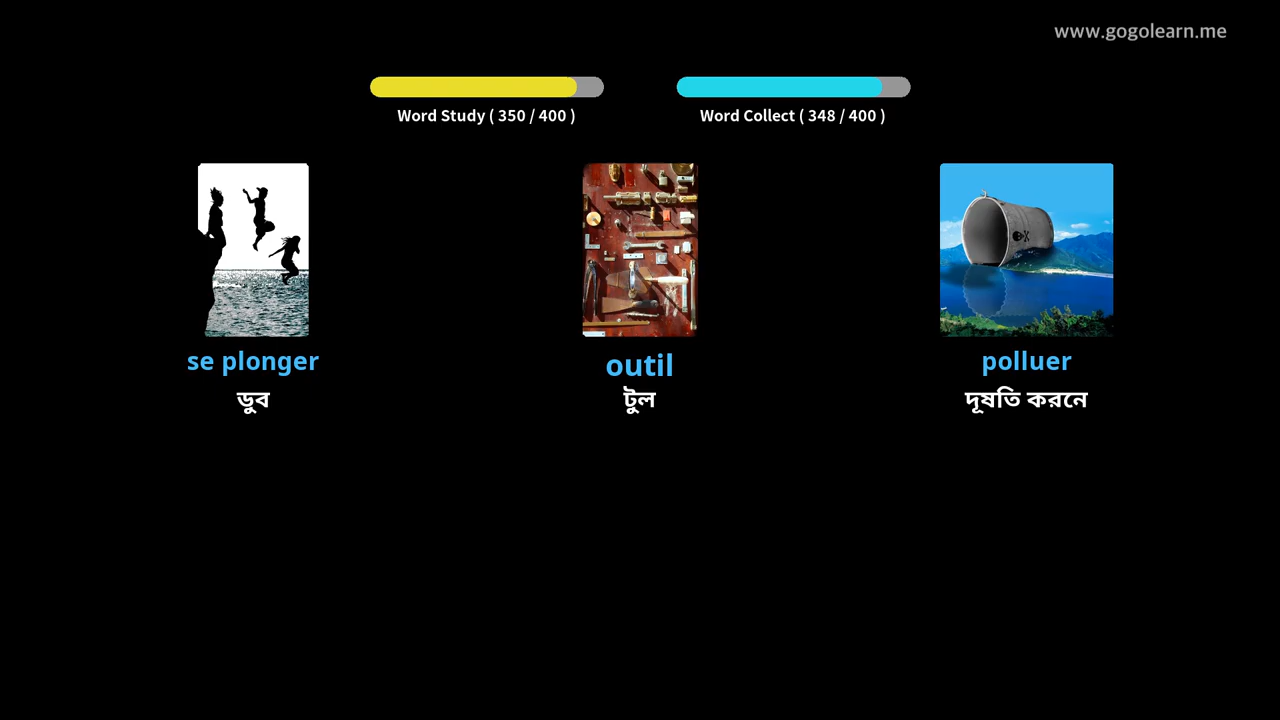 www.gogolearn.me
Word Study ( 350 / 400 )
Word Collect ( 348 / 400 )
se plonger
outil
polluer
ডুব
টুল
দূষতি করনে